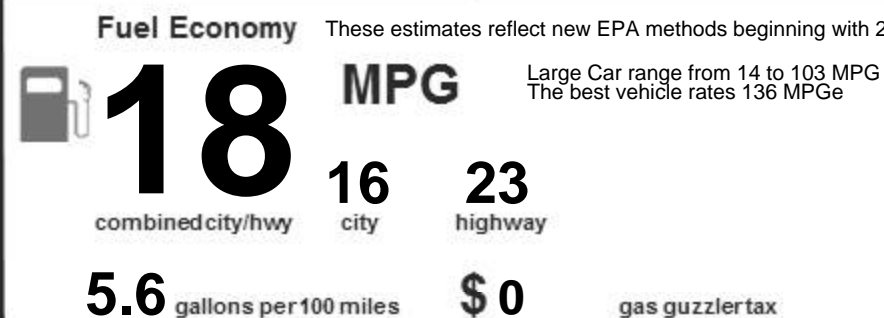 Fuel Economy These estimates reflect new EPA methods beginning with 2
18 MPG Large Car range from 14 to 103 MPG
The best vehicle rates 136 MPGe
16 23
combined city/hwy city highway
5.6 gallons per 100 miles $ 0 gas guzzler tax